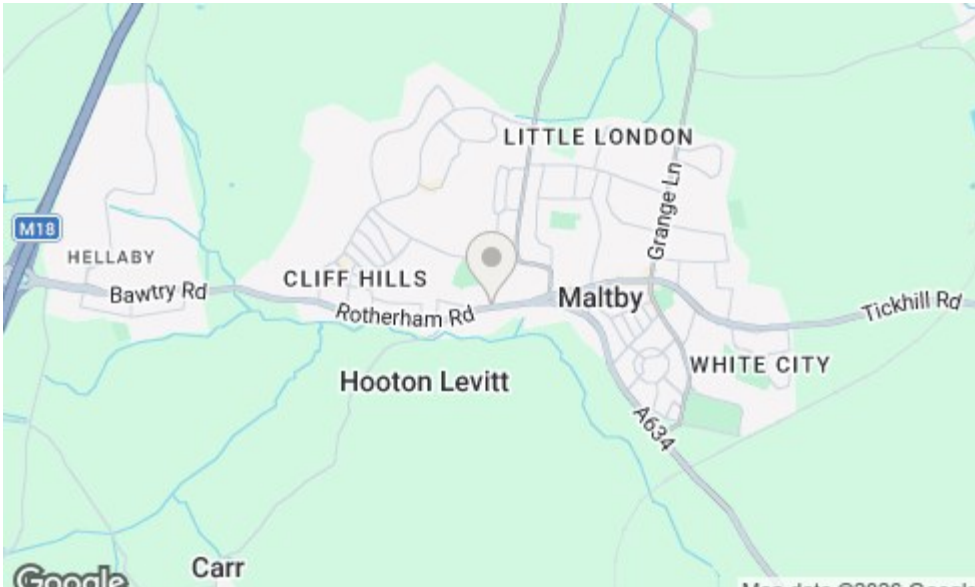 LITTLE LONDON
Grange Ln
M18
HELLABY
CLIFF HILLS
Bawtry Rd
Rotherham Rd
Maltby
Tickhill Rd
WHITE CITY
Hooton Levitt
A634
Carr
Google